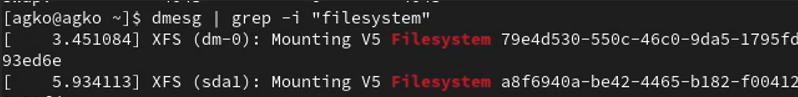 [agko@agko ~]$ dmesg | grep -i "filesystem"
[    3.451084] XFS (dm-0): Mounting V5 Filesystem 79e4d530-550c-46c0-9da5-1795fd
93ed6e
[    5.934113] XFS (sda1): Mounting V5 Filesystem a8f6940a-be42-4465-b182-f00412